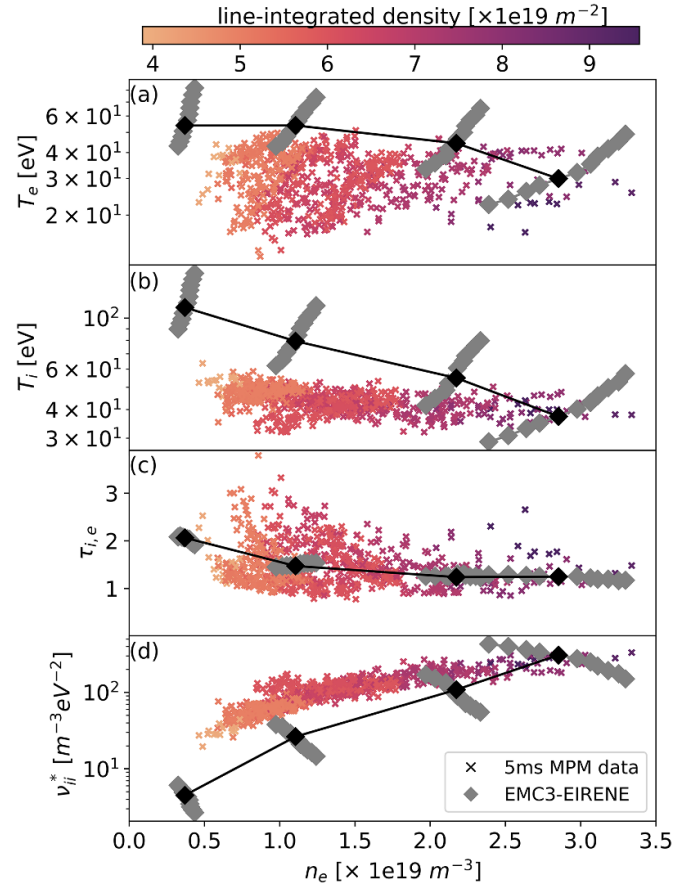 line-integrated density [×1e19 m⁻²]
4 5 6 7 8 9
(a)
6 × 10¹
4 × 10¹
3 × 10¹
2 × 10¹
Tₑ [eV]
(b)
10²
6 × 10¹
4 × 10¹
3 × 10¹
Tᵢ [eV]
(c)
3
2
1
τᵢ,ₑ
(d)
10²
10¹
ν*ᵢᵢ [m⁻³eV⁻²]
5ms MPM data
EMC3-EIRENE
0.0 0.5 1.0 1.5 2.0 2.5 3.0 3.5
nₑ [× 1e19 m⁻³]